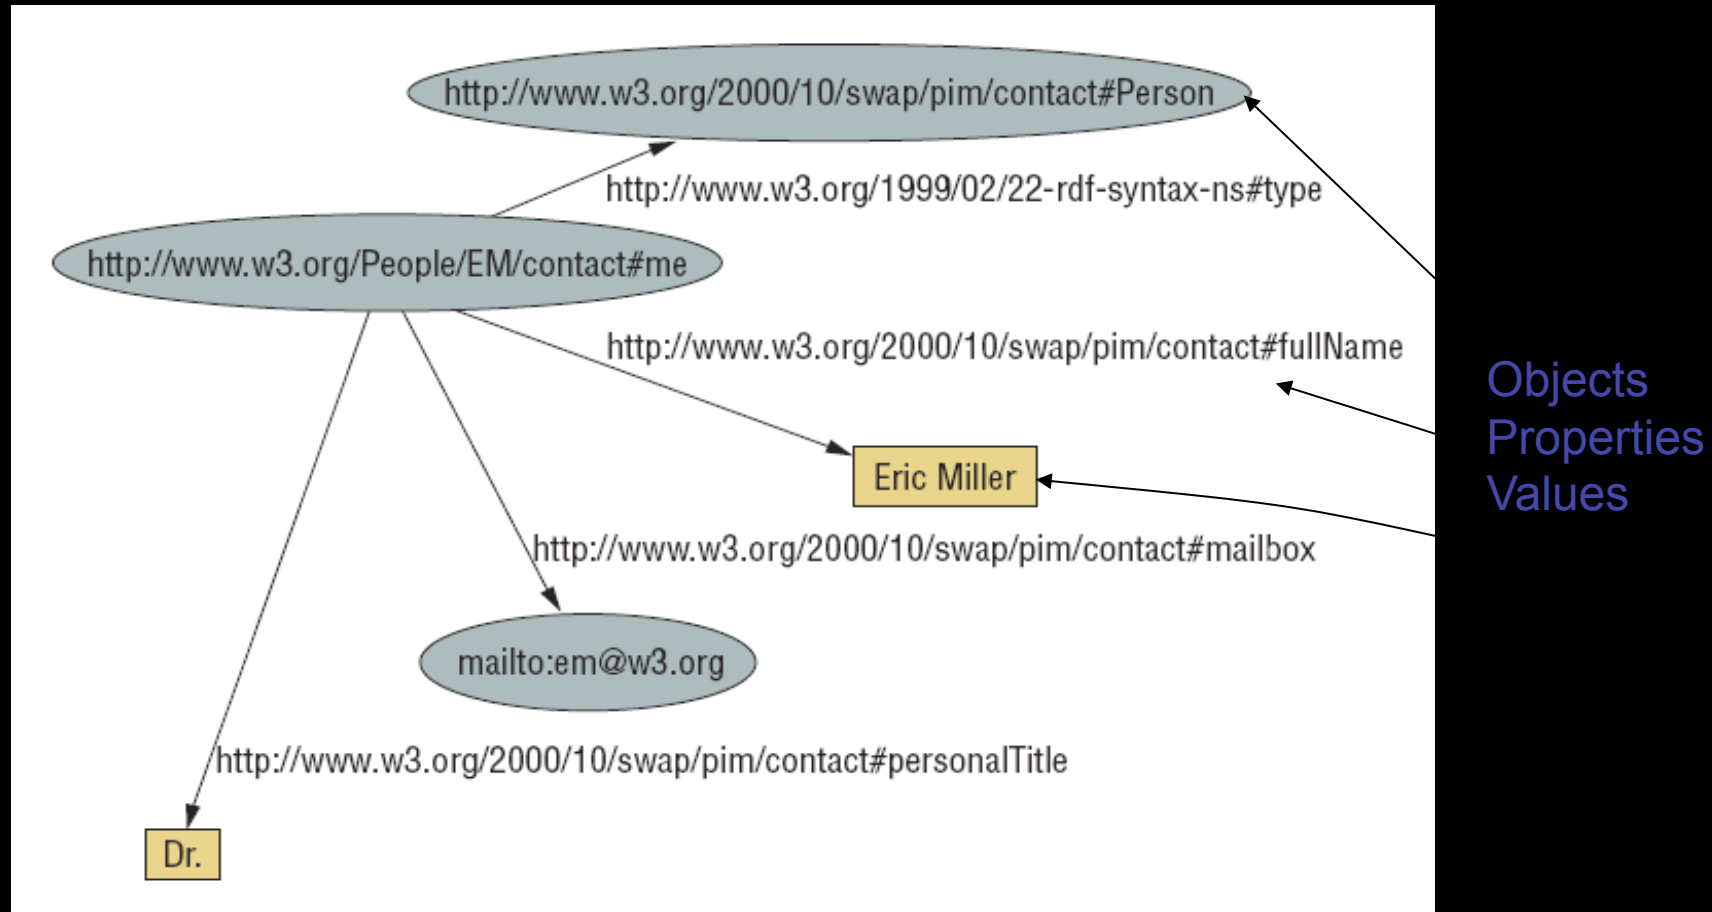 http://www.w3.org/2000/10/swap/pim/contact#Person
http://www.w3.org/1999/02/22-rdf-syntax-ns#type
http://www.w3.org/People/EM/contact#me
http://www.w3.org/2000/10/swap/pim/contact#fullName
Objects
Properties
Values
Eric Miller
http://www.w3.org/2000/10/swap/pim/contact#mailbox
mailto:em@w3.org
http://www.w3.org/2000/10/swap/pim/contact#personalTitle
Dr.